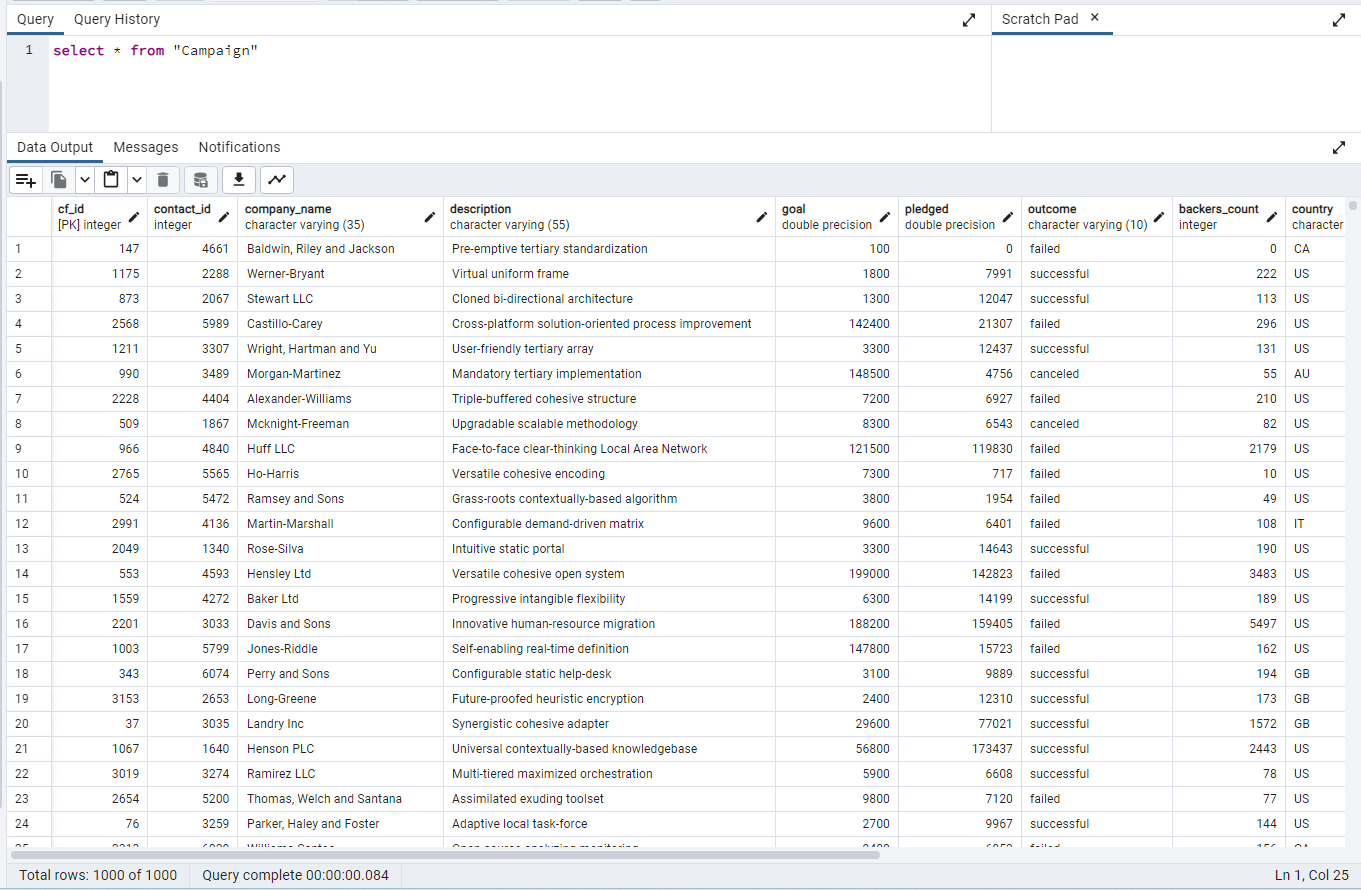 Query Query History Scratch Pad ×
1 select * from "Campaign"
Data Output Messages Notifications
cf_id contact_id company_name description goal pledged outcome backers_count country
[PK] integer integer character varying (35) character varying (55) double precision double precision character varying (10) integer character
1 147 4661 Baldwin, Riley and Jackson Pre-emptive tertiary standardization 100 0 failed 0 CA
2 1175 2288 Werner-Bryant Virtual uniform frame 1800 7991 successful 222 US
3 873 2067 Stewart LLC Cloned bi-directional architecture 1300 12047 successful 113 US
4 2568 5989 Castillo-Carey Cross-platform solution-oriented process improvement 142400 21307 failed 296 US
5 1211 3307 Wright, Hartman and Yu User-friendly tertiary array 3300 12437 successful 131 US
6 990 3489 Morgan-Martinez Mandatory tertiary implementation 148500 4756 canceled 55 AU
7 2228 4404 Alexander-Williams Triple-buffered cohesive structure 7200 6927 failed 210 US
8 509 1867 Mcknight-Freeman Upgradable scalable methodology 8300 6543 canceled 82 US
9 966 4840 Huff LLC Face-to-face clear-thinking Local Area Network 121500 119830 failed 2179 US
10 2765 5565 Ho-Harris Versatile cohesive encoding 7300 717 failed 10 US
11 524 5472 Ramsey and Sons Grass-roots contextually-based algorithm 3800 1954 failed 49 US
12 2991 4136 Martin-Marshall Configurable demand-driven matrix 9600 6401 failed 108 IT
13 2049 1340 Rose-Silva Intuitive static portal 3300 14643 successful 190 US
14 553 4593 Hensley Ltd Versatile cohesive open system 199000 142823 failed 3483 US
15 1559 4272 Baker Ltd Progressive intangible flexibility 6300 14199 successful 189 US
16 2201 3033 Davis and Sons Innovative human-resource migration 188200 159405 failed 5497 US
17 1003 5799 Jones-Riddle Self-enabling real-time definition 147800 15723 failed 162 US
18 343 6074 Perry and Sons Configurable static help-desk 3100 9889 successful 194 GB
19 3153 2653 Long-Greene Future-proofed heuristic encryption 2400 12310 successful 173 GB
20 37 3035 Landry Inc Synergistic cohesive adapter 29600 77021 successful 1572 GB
21 1067 1640 Henson PLC Universal contextually-based knowledgebase 56800 173437 successful 2443 US
22 3019 3274 Ramirez LLC Multi-tiered maximized orchestration 5900 6608 successful 78 US
23 2654 5200 Thomas, Welch and Santana Assimilated exuding toolset 9800 7120 failed 77 US
24 76 3259 Parker, Haley and Foster Adaptive local task-force 2700 9967 successful 144 US
Total rows: 1000 of 1000 Query complete 00:00:00.084 Ln 1, Col 25